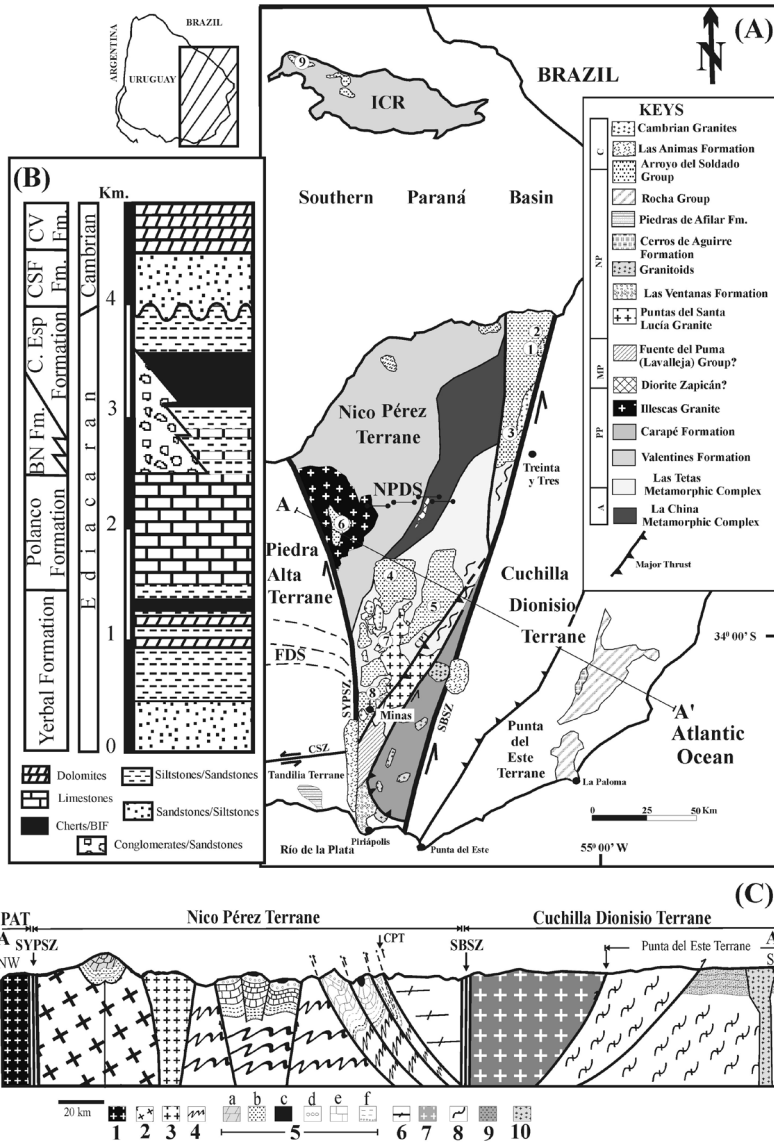 BRAZIL
ARGENTINA
URUGUAY
(A)
N
BRAZIL
9
ICR
Southern Paraná Basin
KEYS
C
NP
MP
PP
A
Cambrian Granites
Las Animas Formation
Arroyo del Soldado
Group
Rocha Group
Piedras de Afilar Fm.
Cerros de Aguirre
Formation
Granitoids
Las Ventanas Formation
Puntas del Santa
Lucía Granite
Fuente del Puma
(Lavalleja) Group?
Diorite Zapicán?
Illescas Granite
Carapé Formation
Valentines Formation
Las Tetas
Metamorphic Complex
La China
Metamorphic Complex
Major Thrust
2
1
Nico Pérez
Terrane
3
Treinta
y Tres
NPDS
A
6
Piedra
Alta
Terrane
4
5
7
Cuchilla
Dionisio
Terrane
34⁰ 00' S
FDS
SYPSZ
8
Minas
SBSZ
A'
Atlantic
Ocean
CSZ
Tandilia Terrane
Punta
del
Este
Terrane
La Paloma
0 25 50 Km
Piriápolis
Río de la Plata
Punta del Este
55⁰ 00' W
(B)
Km.
CV
Fm.
CSF
Fm.
C. Esp
Formation
BN Fm.
Polanco
Formation
Yerbal Formation
Cambrian
Ediacaran
4
3
2
1
0
Dolomites
Siltstones/Sandstones
Limestones
Sandstones/Siltstones
Cherts/BIF
Conglomerates/Sandstones
(C)
PAT
Nico Pérez Terrane
Cuchilla Dionisio Terrane
A
SYPSZ
CPT
SBSZ
Punta del Este Terrane
A
NW
S
20 km
a b c d e f
1 2 3 4 5 6 7 8 9 10